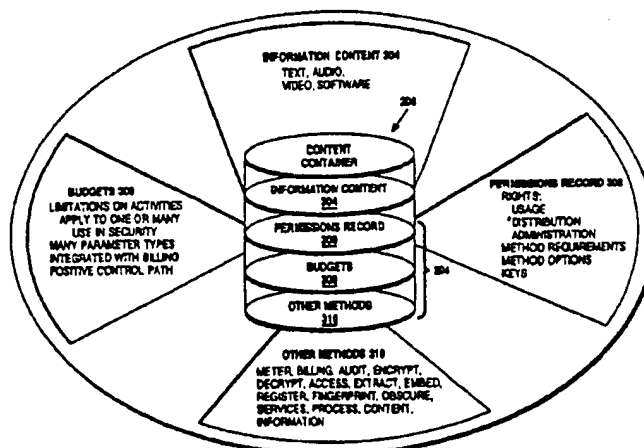 INFORMATION CONTENT 304
TEXT, AUDIO,
VIDEO, SOFTWARE
CONTENT
CONTAINER
INFORMATION CONTENT
304
PERMISSIONS RECORD
BUDGETS
308
OTHER METHODS
310
BUDGETS 308
LIMITATIONS ON ACTIVITIES
APPLY TO ONE OR MANY
USE IN SECURITY
MANY PARAMETER TYPES
INTEGRATED WITH BILLING
POSITIVE CONTROL PATH
PERMISSIONS RECORD
RIGHTS:
USAGE
*DISTRIBUTION
ADMINISTRATION
METHOD REQUIREMENTS
METHOD OPTIONS
KEYS
OTHER METHODS 310
METER, BILLING, AUDIT, ENCRYPT,
DECRYPT, ACCESS, EXTRACT, EMBED,
REGISTER, FINGERPRINT, OBSCURE,
SERVICES, PROCESS, CONTENT,
INFORMATION